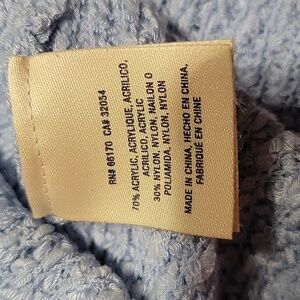 RN# 66170 CA# 32054
70% ACRYLIC, ACRYLIQUE, ACRILICO,
ACRILICO, ACRYLIC
30% NYLON, NYLON, NAILON O
POLIAMIDA, NYLON, NYLON
MADE IN CHINA, HECHO EN CHINA,
FABRIQUÉ EN CHINE